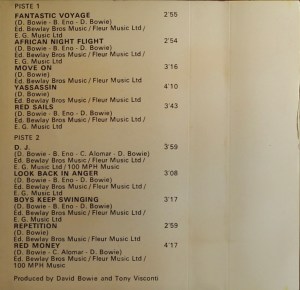 PISTE 1
FANTASTIC VOYAGE 2'55
(D. Bowie - B. Eno - D. Bowie)
Ed. Bewlay Bros Music / Fleur Music Ltd /
E. G. Music Ltd
AFRICAN NIGHT FLIGHT 2'54
(D. Bowie - B. Eno - D. Bowie)
Ed. Bewlay Bros Music / Fleur Music Ltd /
E. G. Music Ltd
MOVE ON 3'16
(D. Bowie)
Ed. Bewlay Bros Music / Fleur Music Ltd
YASSASSIN 4'10
(D. Bowie)
Ed. Bewlay Bros Music / Fleur Music Ltd
RED SAILS 3'43
(D. Bowie - B. Eno - D. Bowie)
Ed. Bewlay Bros Music / Fleur Music Ltd /
E. G. Music Ltd
PISTE 2
D. J. 3'59
(D. Bowie - B. Eno - C. Alomar - D. Bowie)
Ed. Bewlay Bros Music / Fleur Music Ltd /
E. G. Music Ltd / 100 MPH Music
LOOK BACK IN ANGER 3'08
(D. Bowie - B. Eno - D. Bowie)
Ed. Bewlay Bros Music / Fleur Music Ltd /
E. G. Music Ltd
BOYS KEEP SWINGING 3'17
(D. Bowie - B. Eno - D. Bowie)
Ed. Bewlay Bros Music / Fleur Music Ltd /
E. G. Music Ltd
REPETITION 2'59
(D. Bowie)
Ed. Bewlay Bros Music / Fleur Music Ltd
RED MONEY 4'17
(D. Bowie - C. Alomar - D. Bowie)
Ed. Bewlay Bros Music / Fleur Music Ltd /
100 PH Music
Produced by David Bowie and Tony Visconti